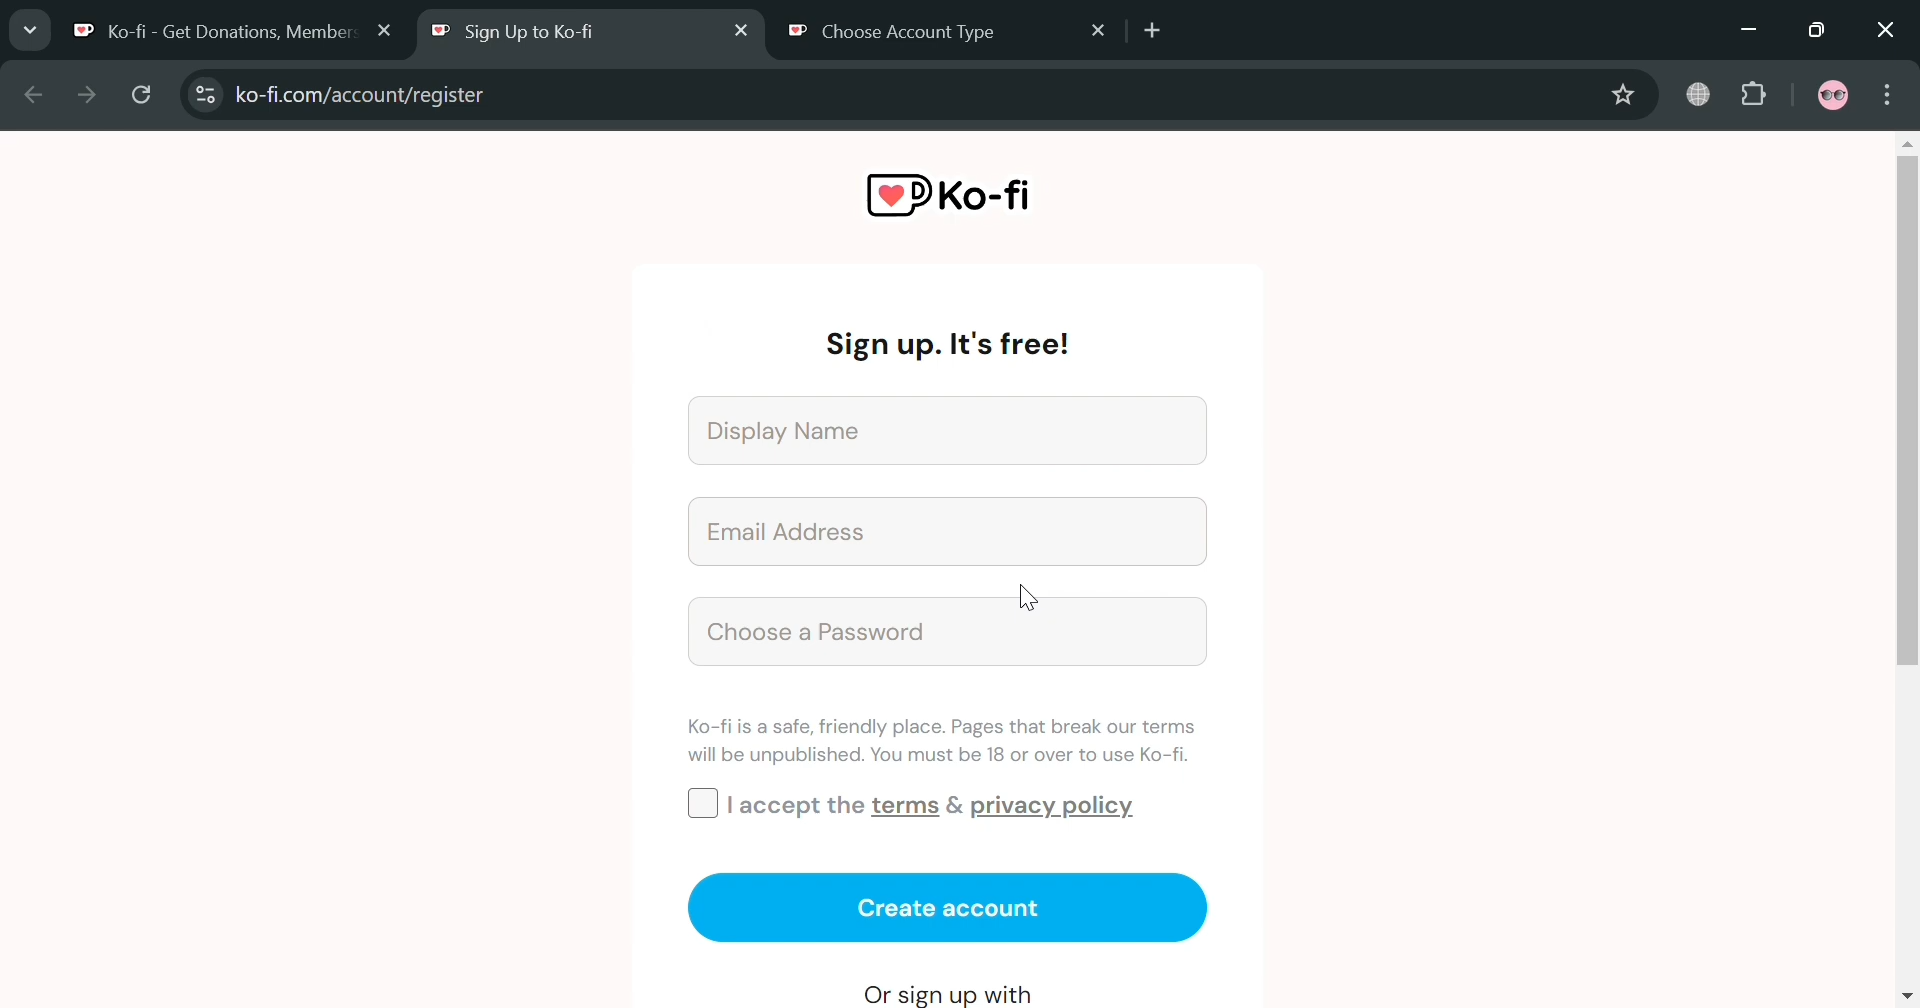 Ko-fi - Get Donations, Members
Sign Up to Ko-fi
Choose Account Type
ko-fi.com/account/register
Ko-fi
Sign up. It's free!
Display Name
Email Address
Choose a Password
Ko-fi is a safe, friendly place. Pages that break our terms
will be unpublished. You must be 18 or over to use Ko-fi.
I accept the terms & privacy policy
Create account
Or sign up with